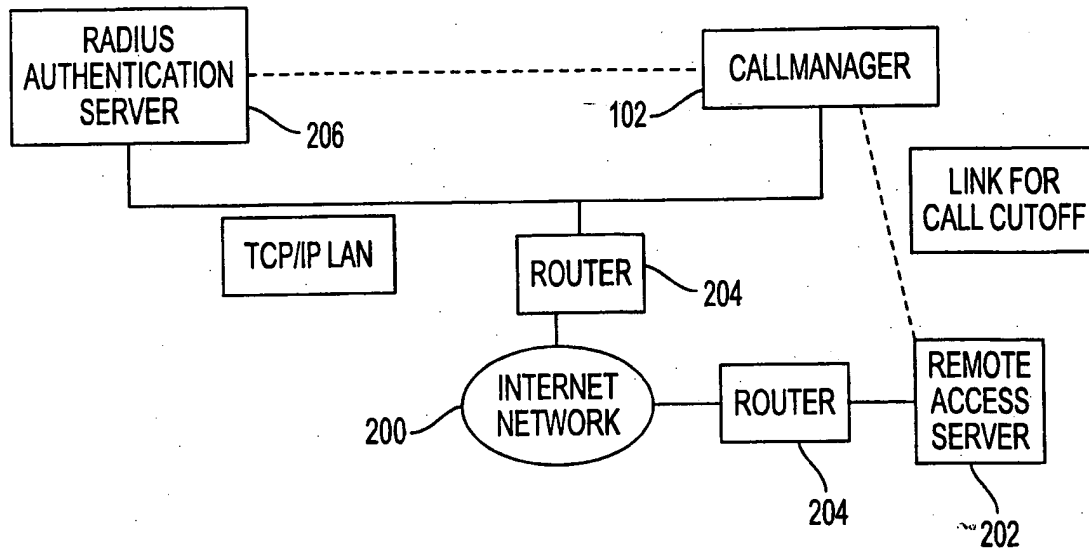 RADIUS
AUTHENTICATION
SERVER
206
CALLMANAGER
102
LINK FOR
CALL CUTOFF
TCP/IP LAN
ROUTER
204
INTERNET
NETWORK
200
ROUTER
204
REMOTE
ACCESS
SERVER
202